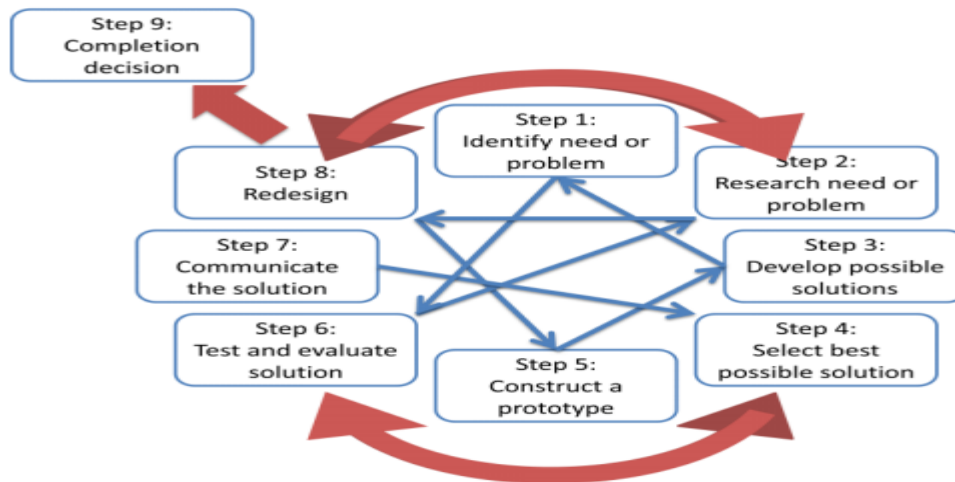 Step 9:
Completion
decision
Step 1:
Identify need or
problem
Step 8:
Redesign
Step 2:
Research need or
problem
Step 7:
Communicate
the solution
Step 3:
Develop possible
solutions
Step 6:
Test and evaluate
solution
Step 5:
Construct a
prototype
Step 4:
Select best
possible solution